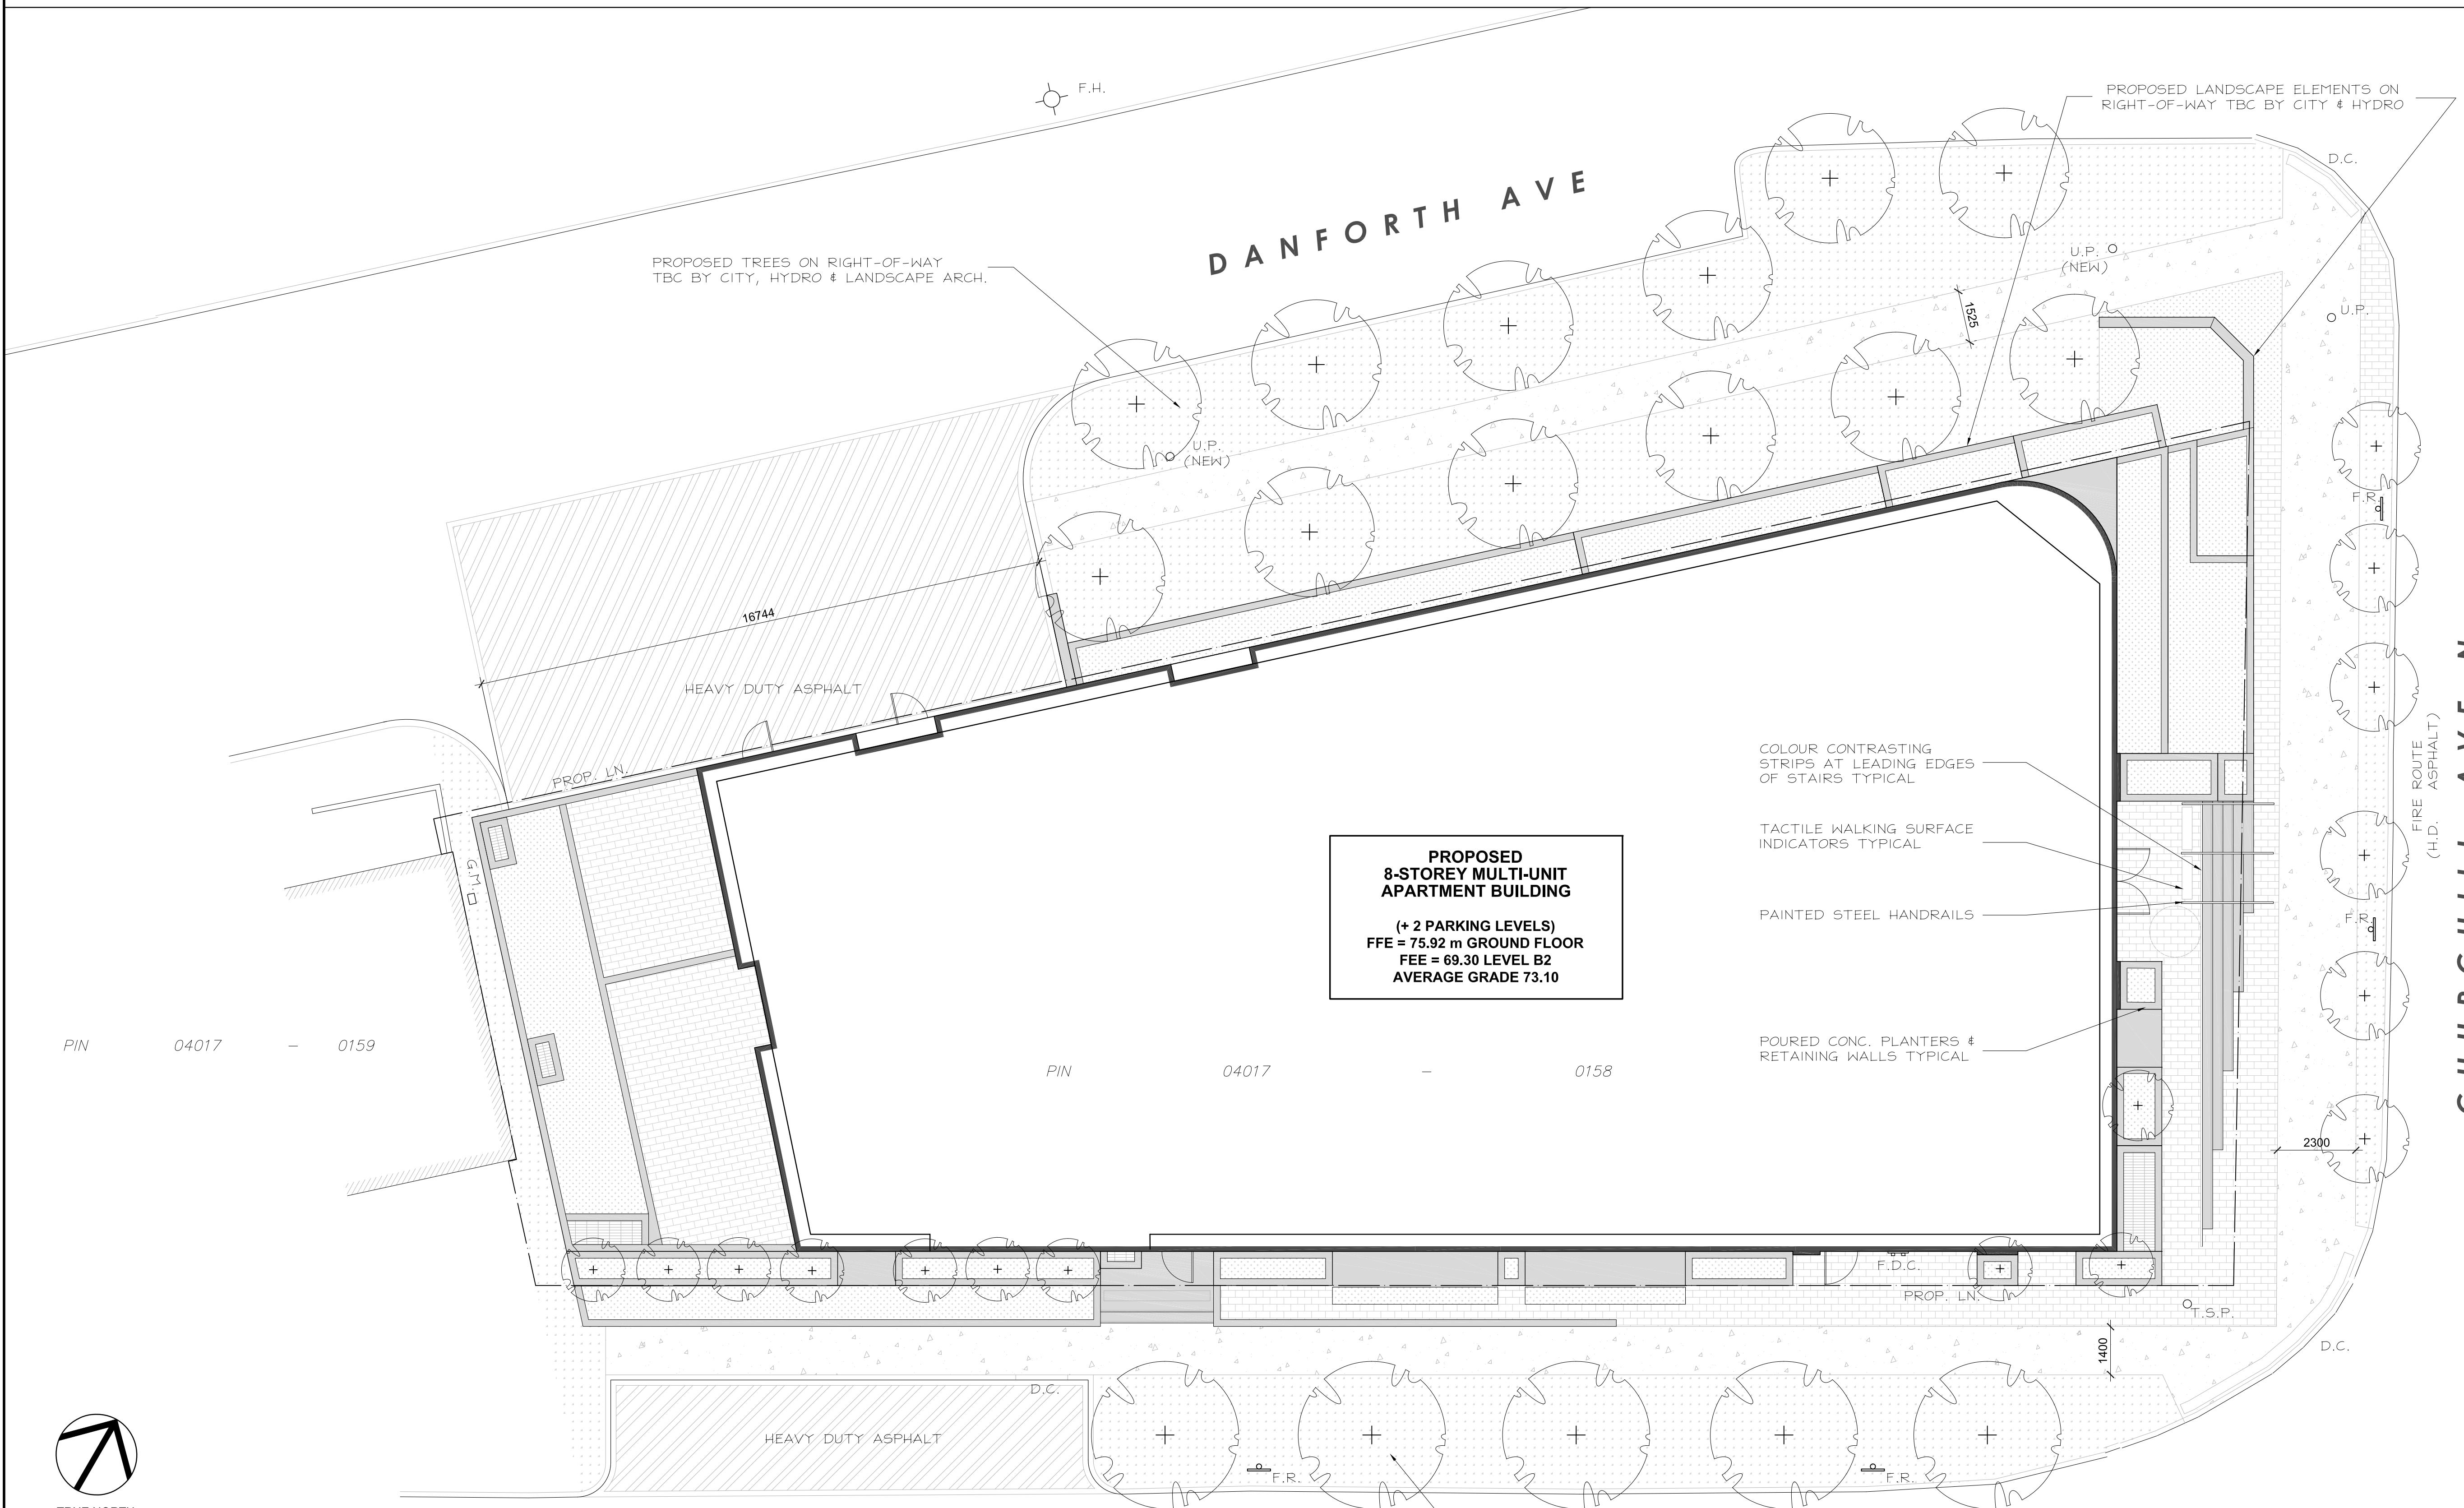 F.H.
PROPOSED LANDSCAPE ELEMENTS ON
RIGHT-OF-WAY TBC BY CITY & HYDRO
D.C.
DANFORTH AVE
PROPOSED TREES ON RIGHT-OF-WAY
TBC BY CITY, HYDRO & LANDSCAPE ARCH.
U.P.
(NEW)
1525
U.P.
U.P.
(NEW)
F.R.
16744
HEAVY DUTY ASPHALT
PROP. LN.
G.M.
COLOUR CONTRASTING
STRIPS AT LEADING EDGES
OF STAIRS TYPICAL
TACTILE WALKING SURFACE
INDICATORS TYPICAL
PAINTED STEEL HANDRAILS
POURED CONC. PLANTERS &
RETAINING WALLS TYPICAL
FIRE ROUTE
(H.D. ASPHALT)
F.R.
PROPOSED
8-STOREY MULTI-UNIT
APARTMENT BUILDING
(+ 2 PARKING LEVELS)
FFE = 75.92 m GROUND FLOOR
FEE = 69.30 LEVEL B2
AVERAGE GRADE 73.10
PIN 04017 - 0159
PIN 04017 - 0158
2300
F.D.C.
PROP. LN.
T.S.P.
1400
D.C.
D.C.
HEAVY DUTY ASPHALT
F.R.
F.R.